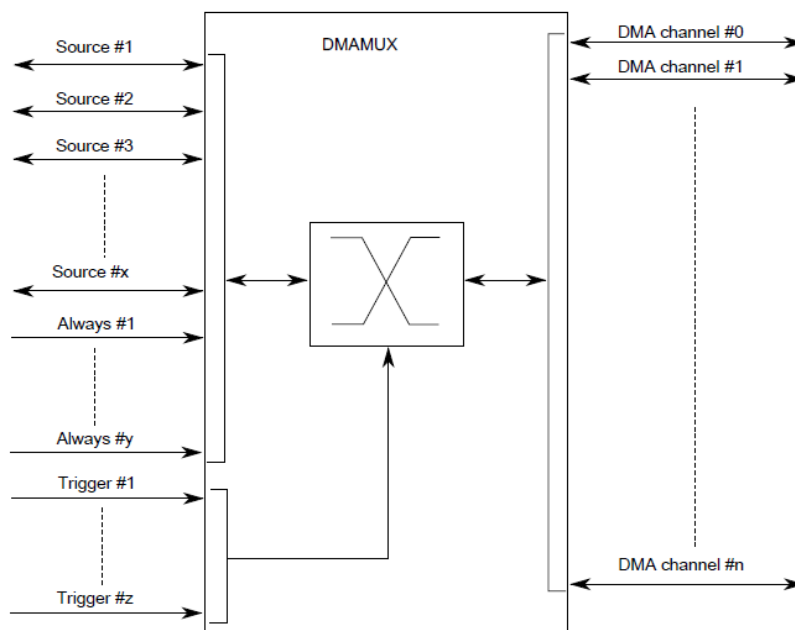 DMAMUX
Source #1
Source #2
Source #3
Source #x
Always #1
Always #y
Trigger #1
Trigger #z
DMA channel #0
DMA channel #1
DMA channel #n